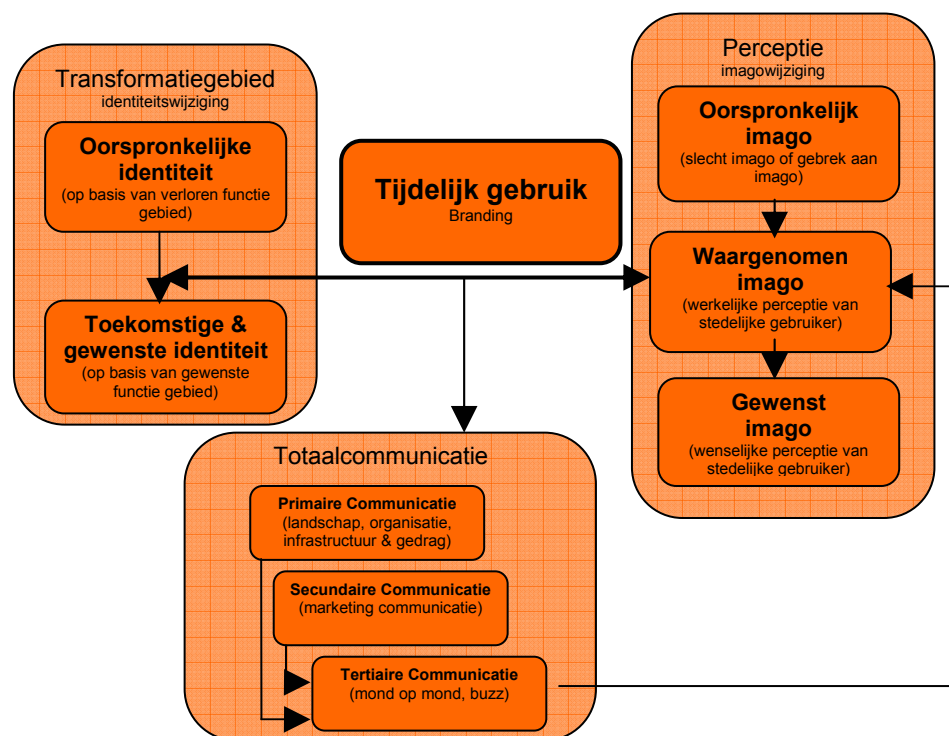 Transformatiegebied
identiteitswijziging
Oorspronkelijke
identiteit
(op basis van verloren functie
gebied)
Toekomstige &
gewenste identiteit
(op basis van gewenste
functie gebied)
Tijdelijk gebruik
Branding
Perceptie
imagowijziging
Oorspronkelijk
imago
(slecht imago of gebrek aan
imago)
Waargenomen
imago
(werkelijke perceptie van
stedelijke gebruiker)
Gewenst
imago
(wenselijke perceptie van
stedelijke gebruiker)
Totaalcommunicatie
Primaire Communicatie
(landschap, organisatie,
infrastructuur & gedrag)
Secundaire Communicatie
(marketing communicatie)
Tertiaire Communicatie
(mond op mond, buzz)